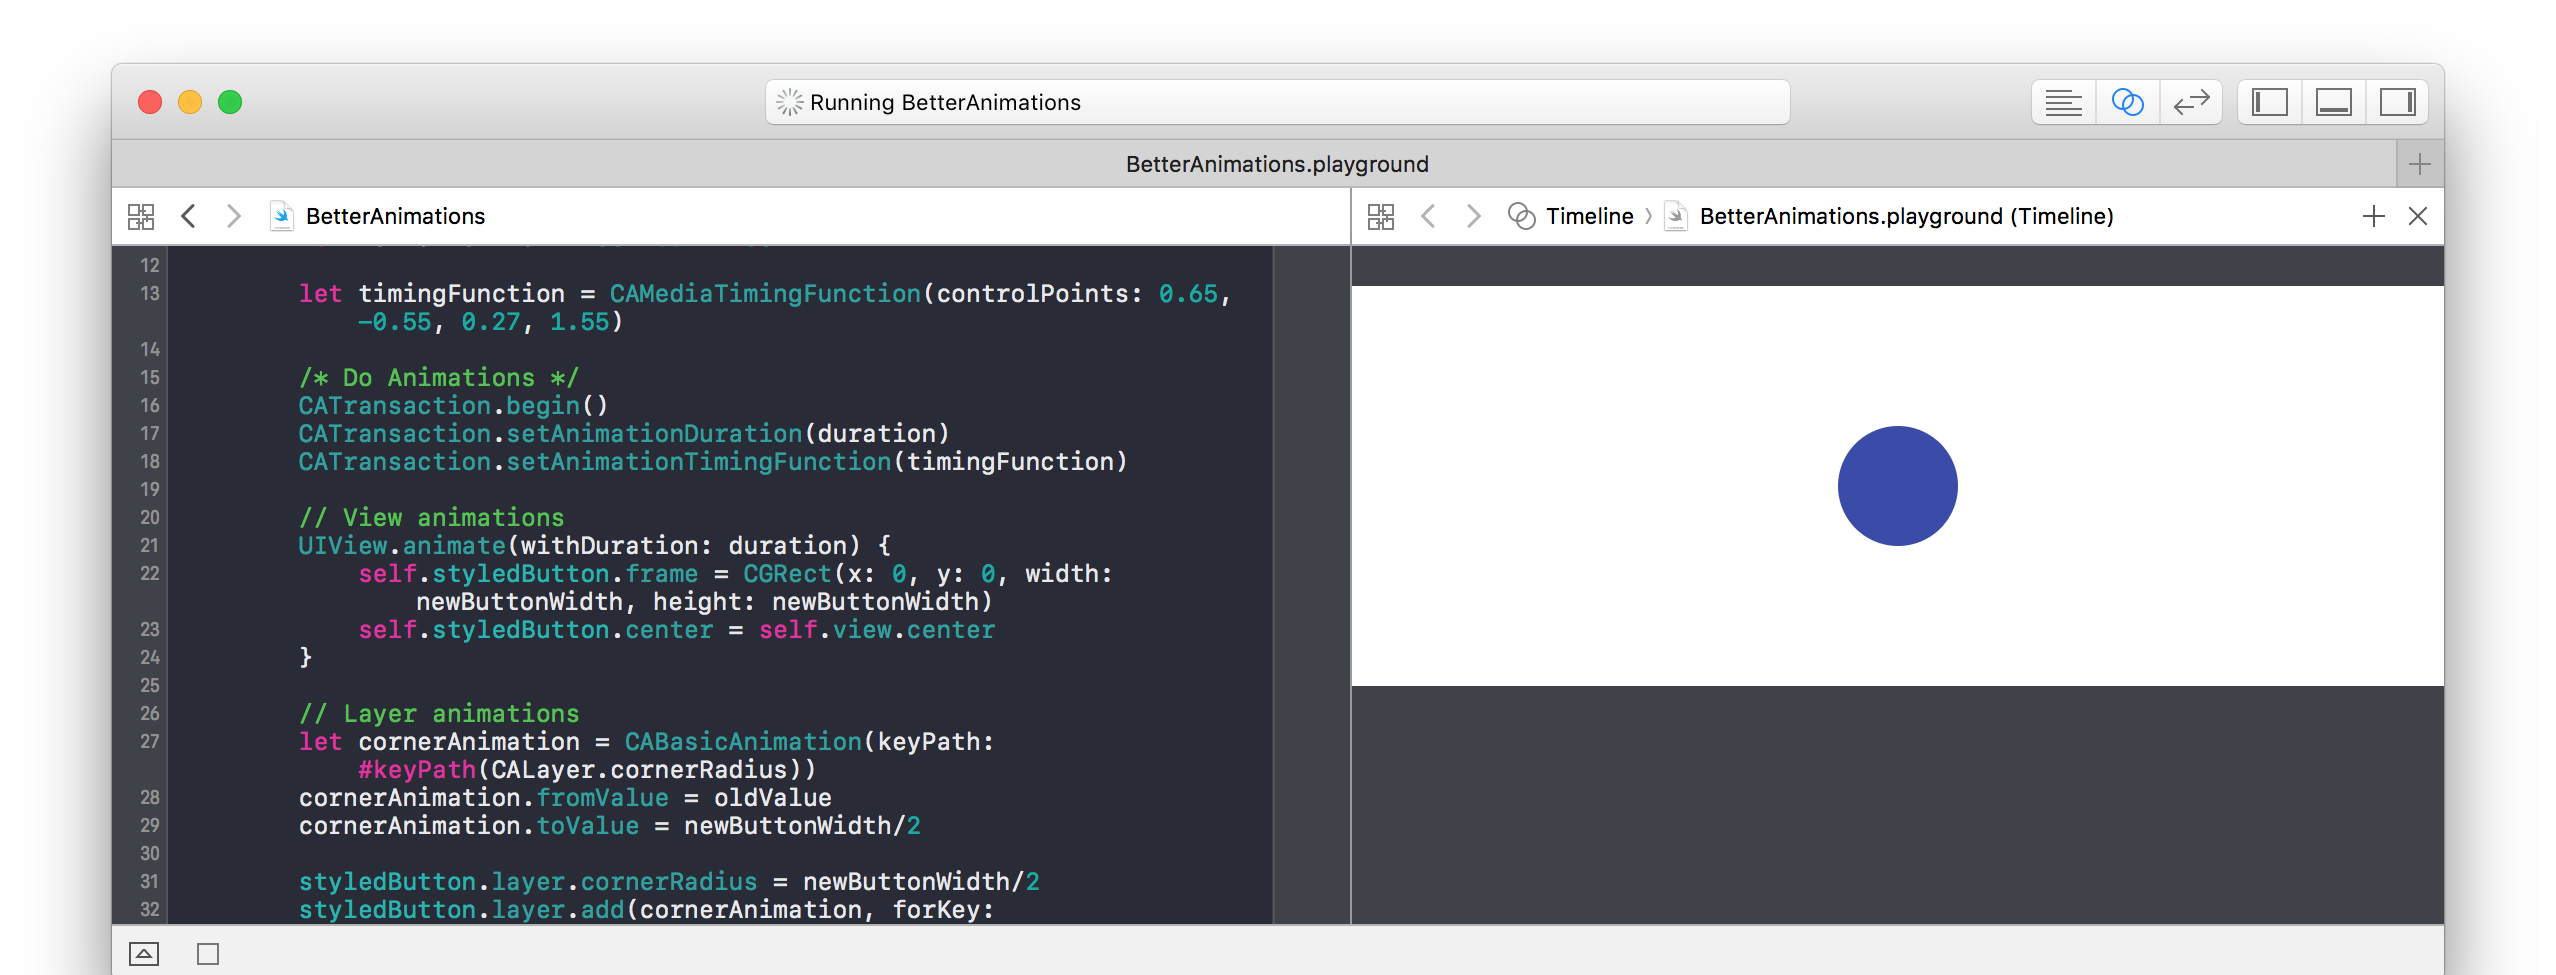 Running BetterAnimations
BetterAnimations.playground
BetterAnimations
Timeline 〉 BetterAnimations.playground (Timeline)
12
13 let timingFunction = CAMediaTimingFunction(controlPoints: 0.65,
-0.55, 0.27, 1.55)
14
15 /* Do Animations */
16 CATransaction.begin()
17 CATransaction.setAnimationDuration(duration)
18 CATransaction.setAnimationTimingFunction(timingFunction)
19
20 // View animations
21 UIView.animate(withDuration: duration) {
22 self.styledButton.frame = CGRect(x: 0, y: 0, width:
newButtonWidth, height: newButtonWidth)
23 self.styledButton.center = self.view.center
24 }
25
26 // Layer animations
27 let cornerAnimation = CABasicAnimation(keyPath:
#keyPath(CALayer.cornerRadius))
28 cornerAnimation.fromValue = oldValue
29 cornerAnimation.toValue = newButtonWidth/2
30
31 styledButton.layer.cornerRadius = newButtonWidth/2
32 styledButton.layer.add(cornerAnimation, forKey: